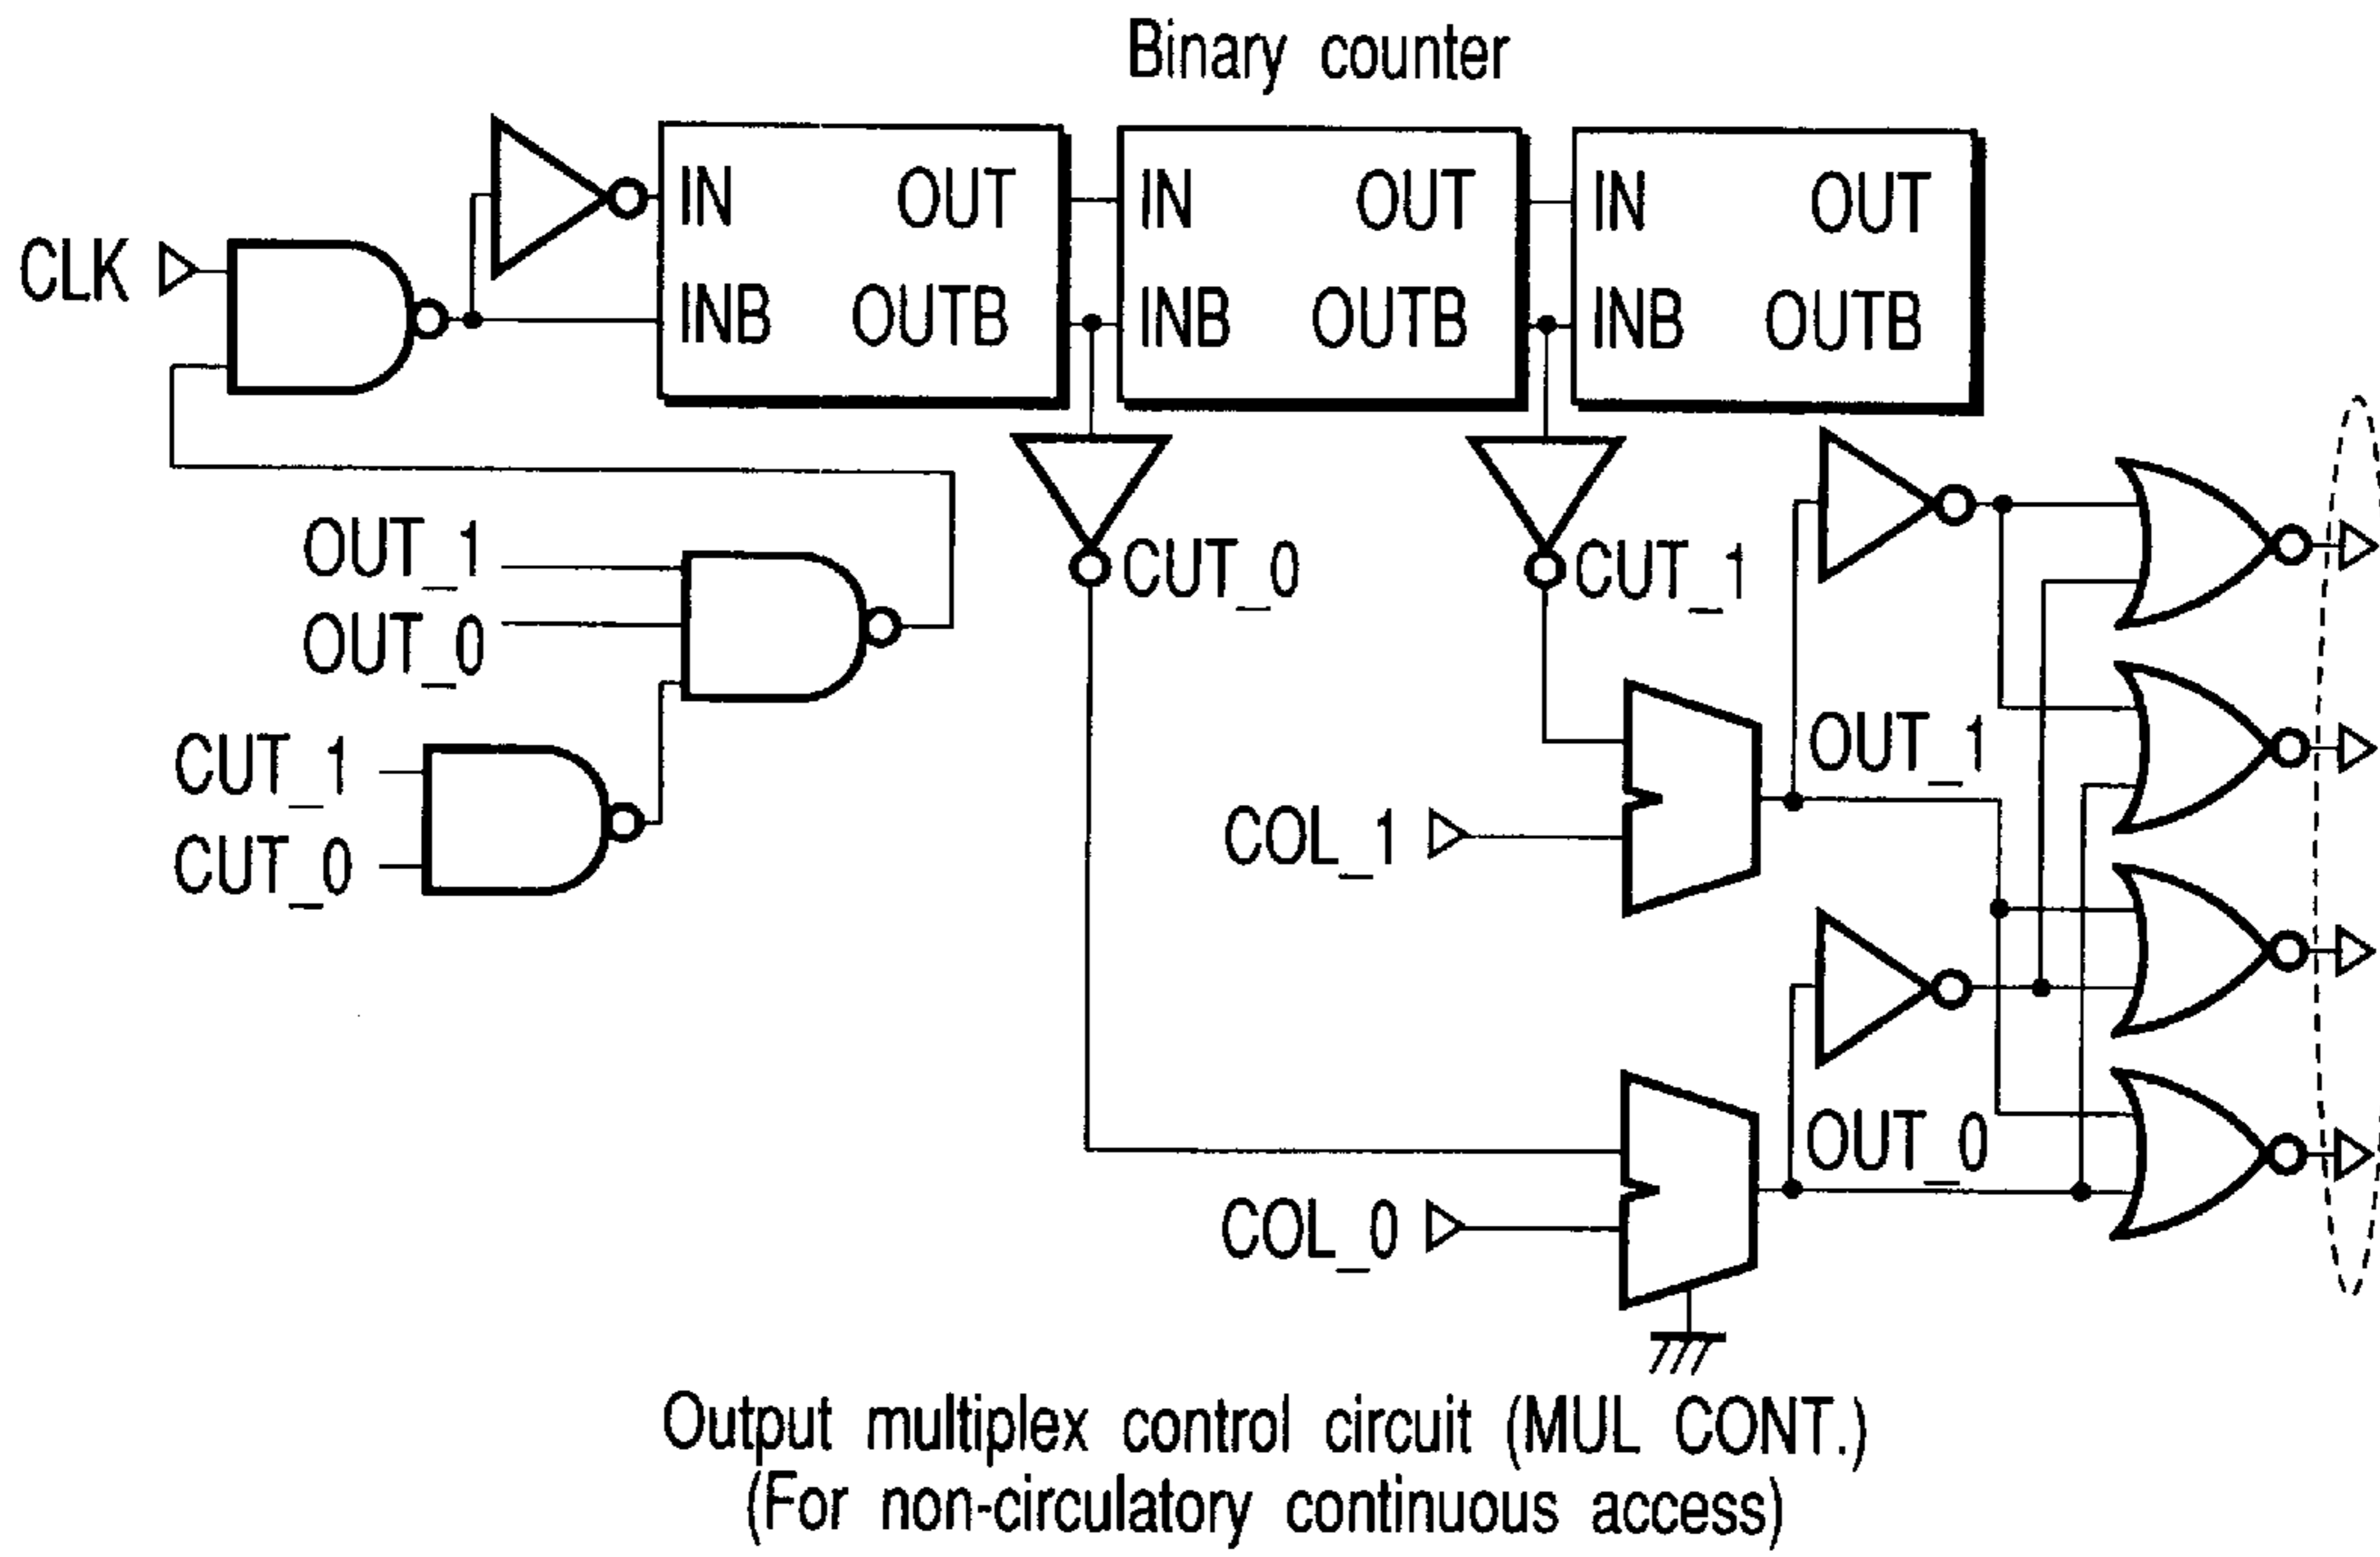 Binary counter
IN OUT IN OUT IN OUT
CLK
INB OUTB INB OUTB INB OUTB
OUT_1
CUT_0 CUT_1
OUT_0
CUT_1
OUT_1
COL_1
CUT_0
OUT_0
COL_0
Output multiplex control circuit (MUL CONT.)
(For non-circulatory continuous access)